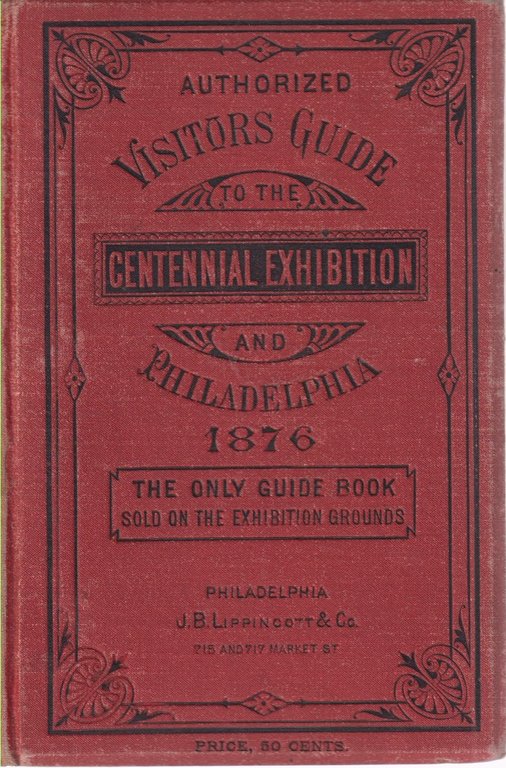 AUTHORIZED
VISITORS GUIDE
TO THE
CENTENNIAL EXHIBITION
AND
PHILADELPHIA
1876
THE ONLY GUIDE BOOK
SOLD ON THE EXHIBITION GROUNDS
PHILADELPHIA
J.B. LIPPINCOTT & CO.
715 AND 717 MARKET ST
PRICE, 50 CENTS.